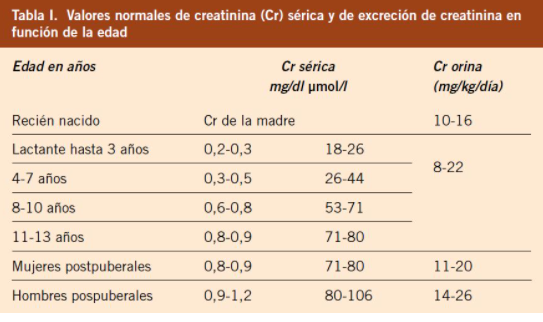 Tabla I. Valores normales de creatinina (Cr) sérica y de excreción de creatinina en
función de la edad
Edad en años Cr sérica Cr orina
mg/dl µmol/l (mg/kg/día)
Recién nacido Cr de la madre 10-16
Lactante hasta 3 años 0,2-0,3 18-26
8-22
4-7 años 0,3-0,5 26-44
8-10 años 0,6-0,8 53-71
11-13 años 0,8-0,9 71-80
Mujeres postpuberales 0,8-0,9 71-80 11-20
Hombres pospuberales 0,9-1,2 80-106 14-26